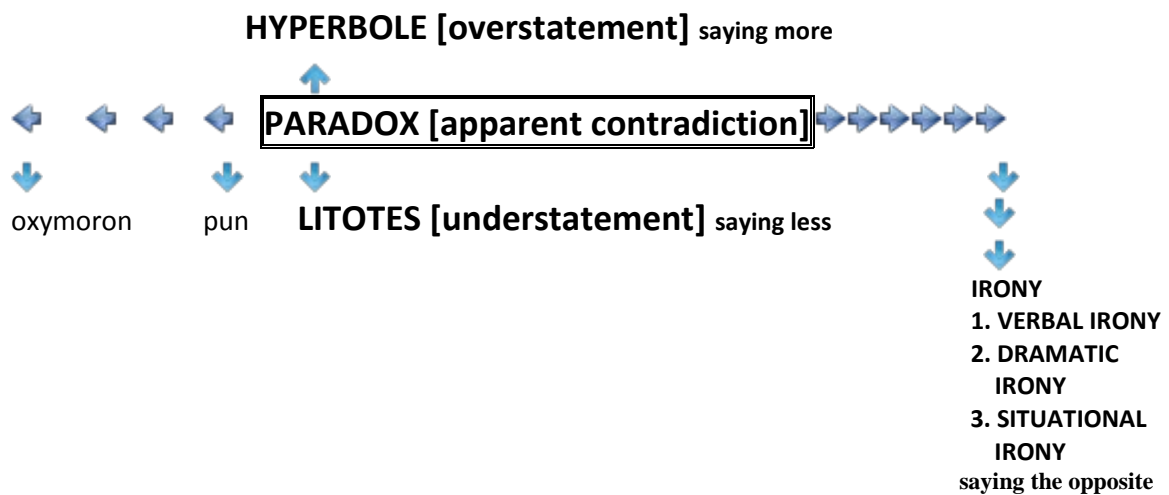 HYPERBOLE [overstatement] saying more
PARADOX [apparent contradiction]
oxymoron pun LITOTES [understatement] saying less
IRONY
1. VERBAL IRONY
2. DRAMATIC
IRONY
3. SITUATIONAL
IRONY
saying the opposite